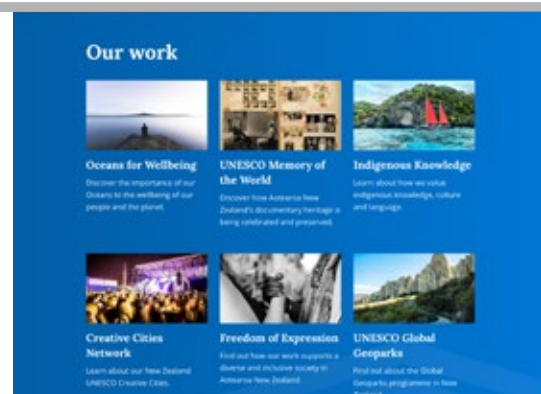 Our work
Oceans for Wellbeing
Discover the importance of our
Oceans to the wellbeing of our
people and the planet.
UNESCO Memory of
the World
Discover how Aotearoa New
Zealand's documentary heritage is
being celebrated and preserved.
Indigenous Knowledge
Learn about how we value
indigenous knowledge, culture
and language.
Creative Cities
Network
Learn about our New Zealand
UNESCO Creative Cities.
Freedom of Expression
Find out how our work supports a
diverse and inclusive society in
Aotearoa New Zealand.
UNESCO Global
Geoparks
Find out about the Global
Geoparks programme in New